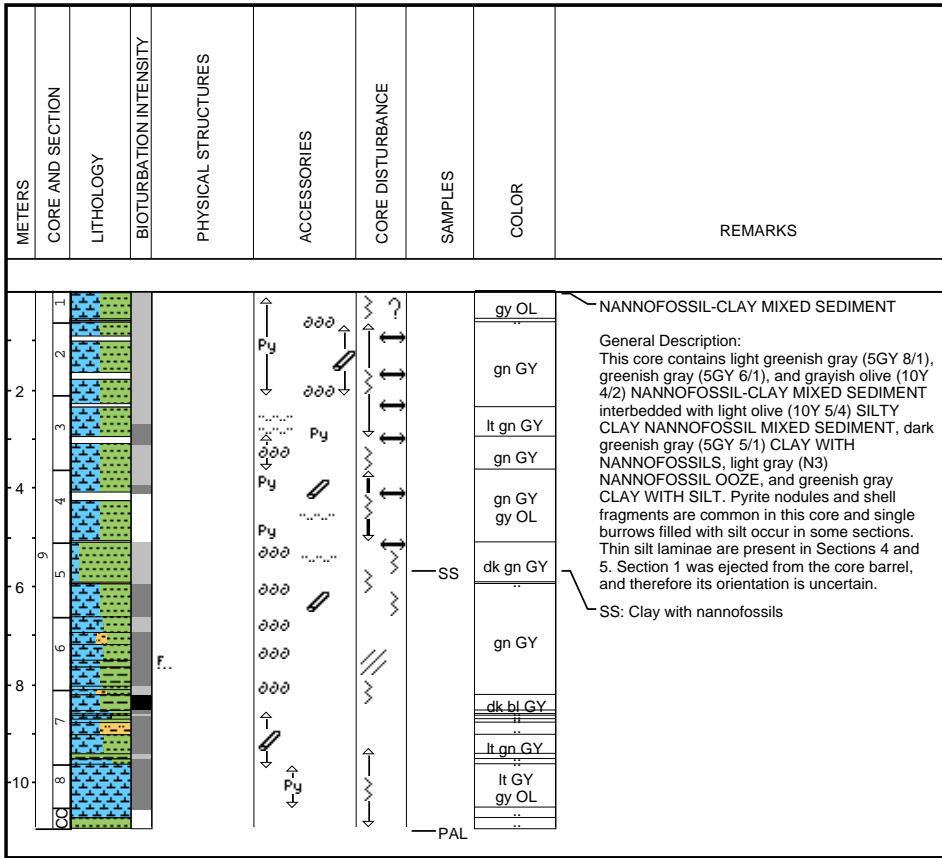 METERS
CORE AND SECTION
LITHOLOGY
BIOTURBATION INTENSITY
PHYSICAL STRUCTURES
ACCESSORIES
CORE DISTURBANCE
SAMPLES
COLOR
REMARKS
1
2
3
4
9
5
6
7
8
CC
2
4
6
8
10
F..
Py
Py
Py
Py
Py
?
SS
PAL
gy OL
..
gn GY
lt gn GY
gn GY
gn GY
gy OL
dk gn GY
..
gn GY
dk bl GY
..
..
lt gn GY
..
..
lt GY
gy OL
..
..
NANNOFOSSIL-CLAY MIXED SEDIMENT
General Description:
This core contains light greenish gray (5GY 8/1),
greenish gray (5GY 6/1), and grayish olive (10Y
4/2) NANNOFOSSIL-CLAY MIXED SEDIMENT
interbedded with light olive (10Y 5/4) SILTY
CLAY NANNOFOSSIL MIXED SEDIMENT, dark
greenish gray (5GY 5/1) CLAY WITH
NANNOFOSSILS, light gray (N3)
NANNOFOSSIL OOZE, and greenish gray
CLAY WITH SILT. Pyrite nodules and shell
fragments are common in this core and single
burrows filled with silt occur in some sections.
Thin silt laminae are present in Sections 4 and
5. Section 1 was ejected from the core barrel,
and therefore its orientation is uncertain.
SS: Clay with nannofossils